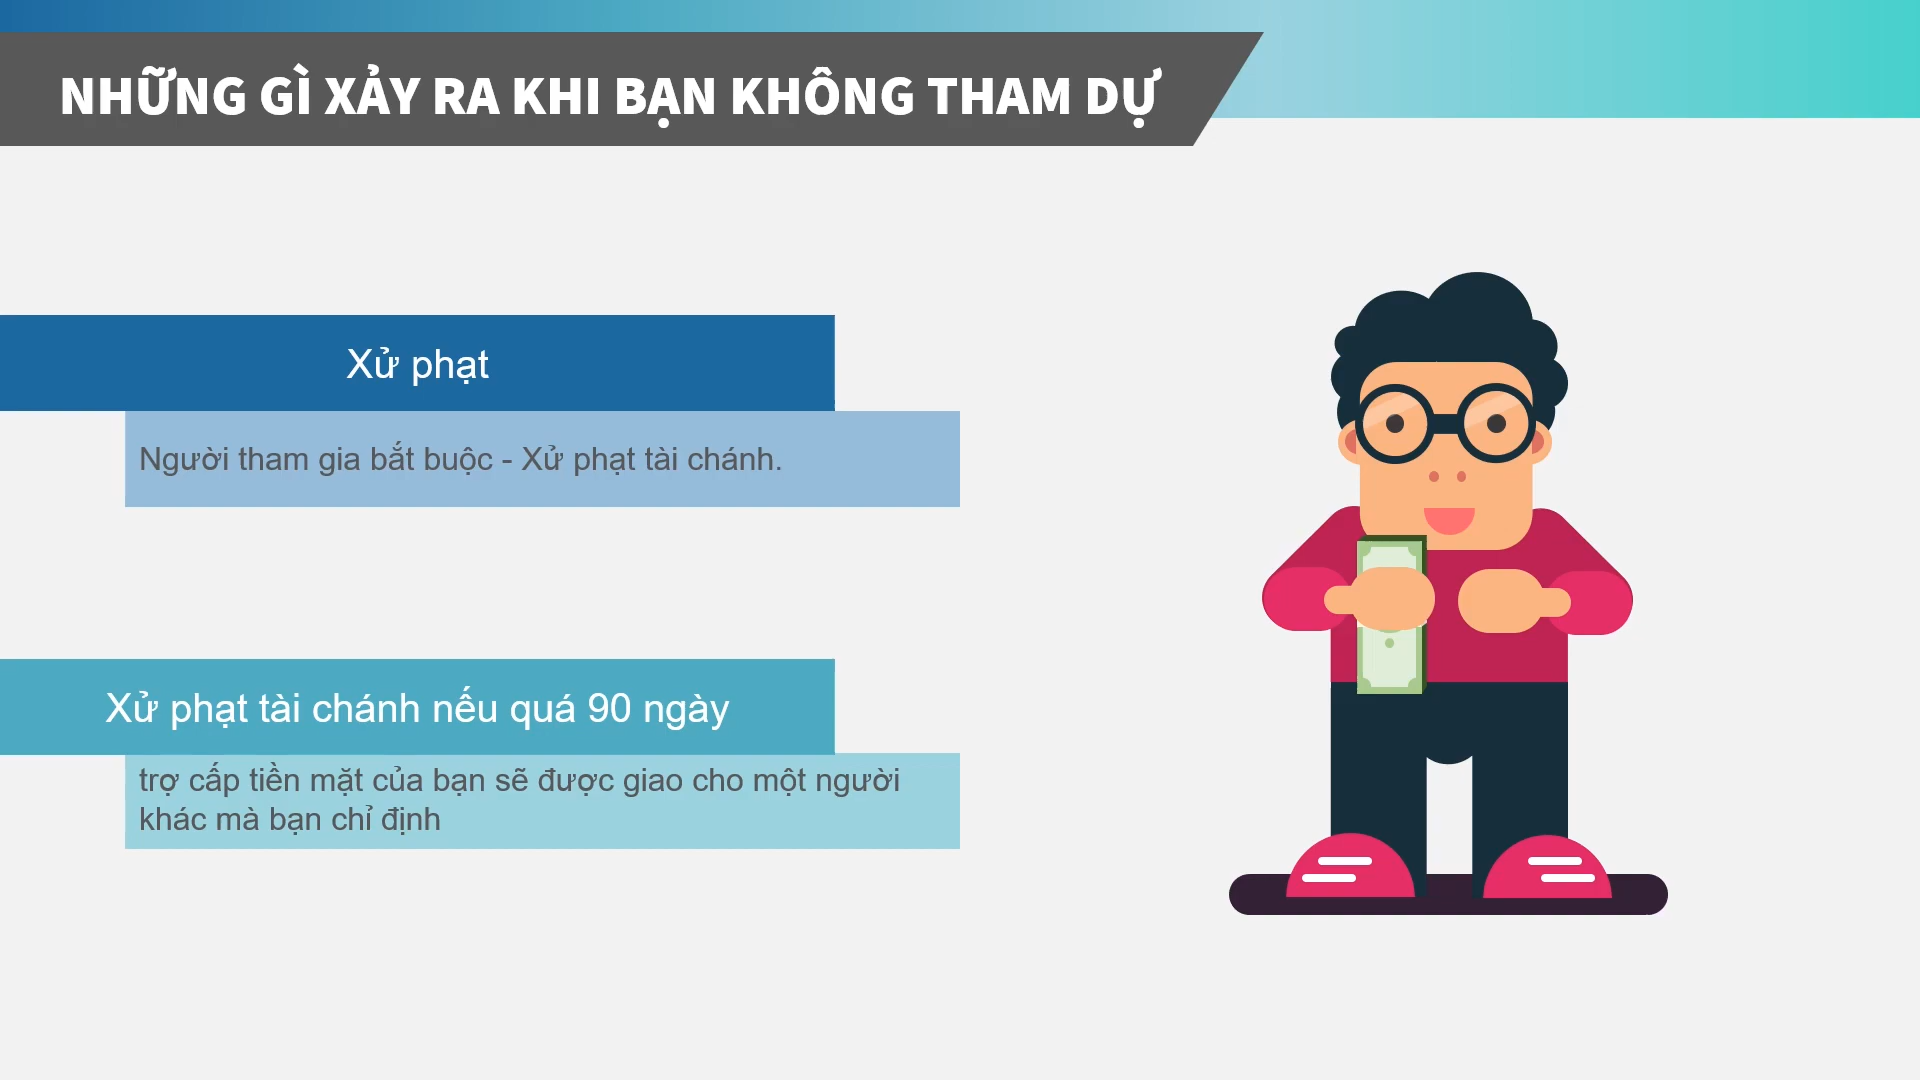 NHỮNG GÌ XẢY RA KHI BẠN KHÔNG THAM DỰ
Xử phạt
Người tham gia bắt buộc - Xử phạt tài chánh.
Xử phạt tài chánh nếu quá 90 ngày
trợ cấp tiền mặt của bạn sẽ được giao cho một người
khác mà bạn chỉ định